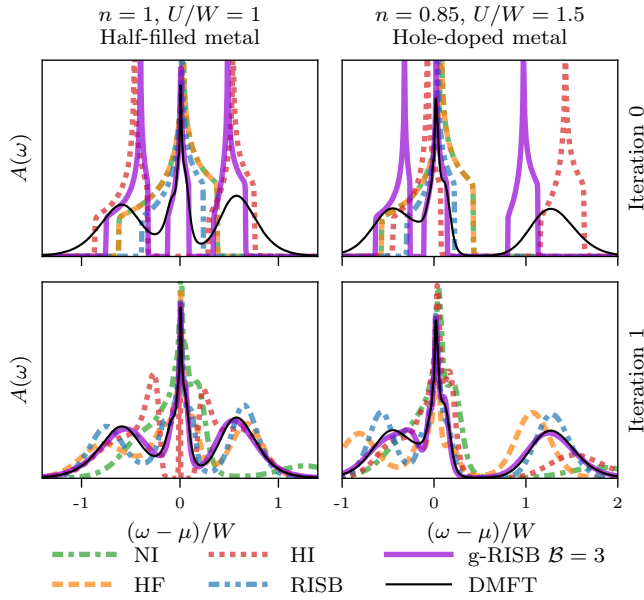 n = 1, U/W = 1
Half-filled metal
n = 0.85, U/W = 1.5
Hole-doped metal
A(ω)
Iteration 0
A(ω)
Iteration 1
-1 0 1
-1 0 1 2
(ω − μ)/W
(ω − μ)/W
NI
HI
g-RISB ℬ = 3
HF
RISB
DMFT